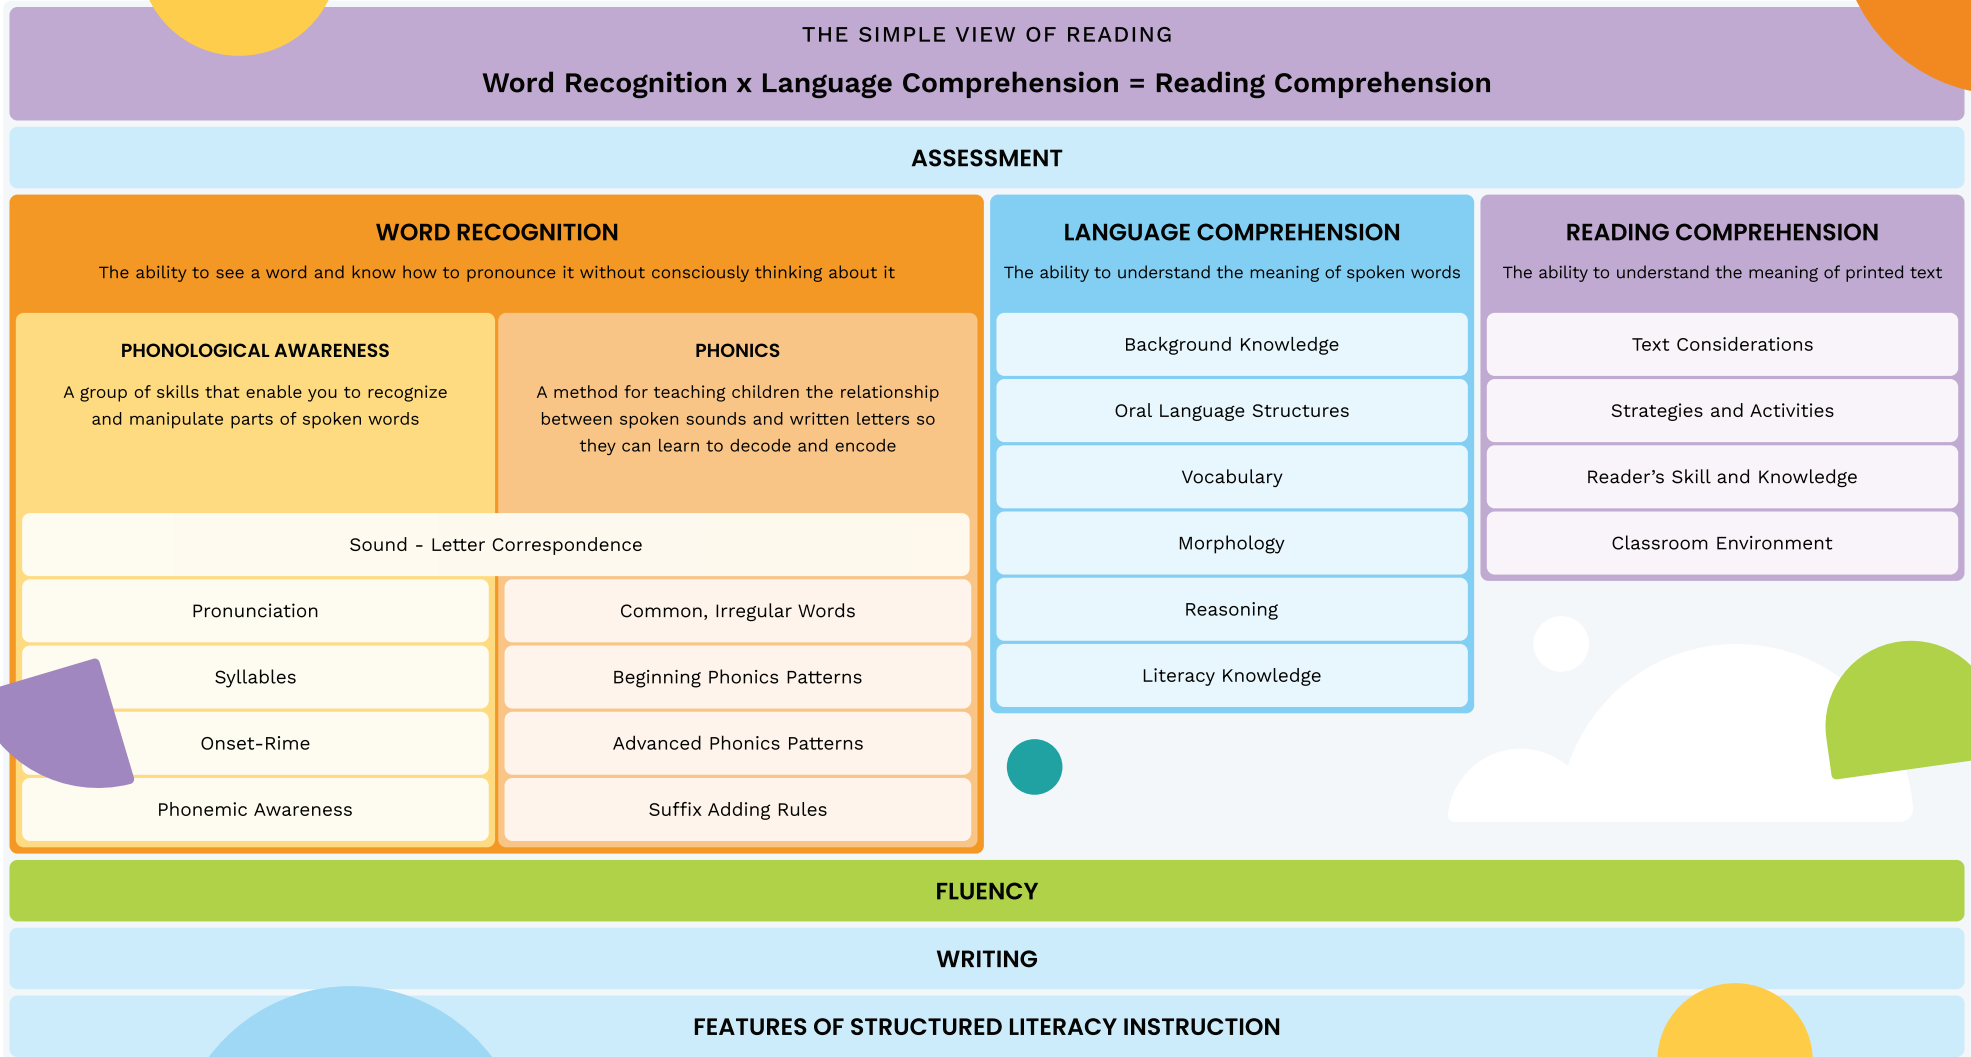 THE SIMPLE VIEW OF READING
Word Recognition x Language Comprehension = Reading Comprehension
ASSESSMENT
WORD RECOGNITION
The ability to see a word and know how to pronounce it without consciously thinking about it
PHONOLOGICAL AWARENESS
A group of skills that enable you to recognize
and manipulate parts of spoken words
PHONICS
A method for teaching children the relationship
between spoken sounds and written letters so
they can learn to decode and encode
Sound - Letter Correspondence
Pronunciation
Syllables
Onset-Rime
Phonemic Awareness
Common, Irregular Words
Beginning Phonics Patterns
Advanced Phonics Patterns
Suffix Adding Rules
LANGUAGE COMPREHENSION
The ability to understand the meaning of spoken words
Background Knowledge
Oral Language Structures
Vocabulary
Morphology
Reasoning
Literacy Knowledge
READING COMPREHENSION
The ability to understand the meaning of printed text
Text Considerations
Strategies and Activities
Reader’s Skill and Knowledge
Classroom Environment
FLUENCY
WRITING
FEATURES OF STRUCTURED LITERACY INSTRUCTION